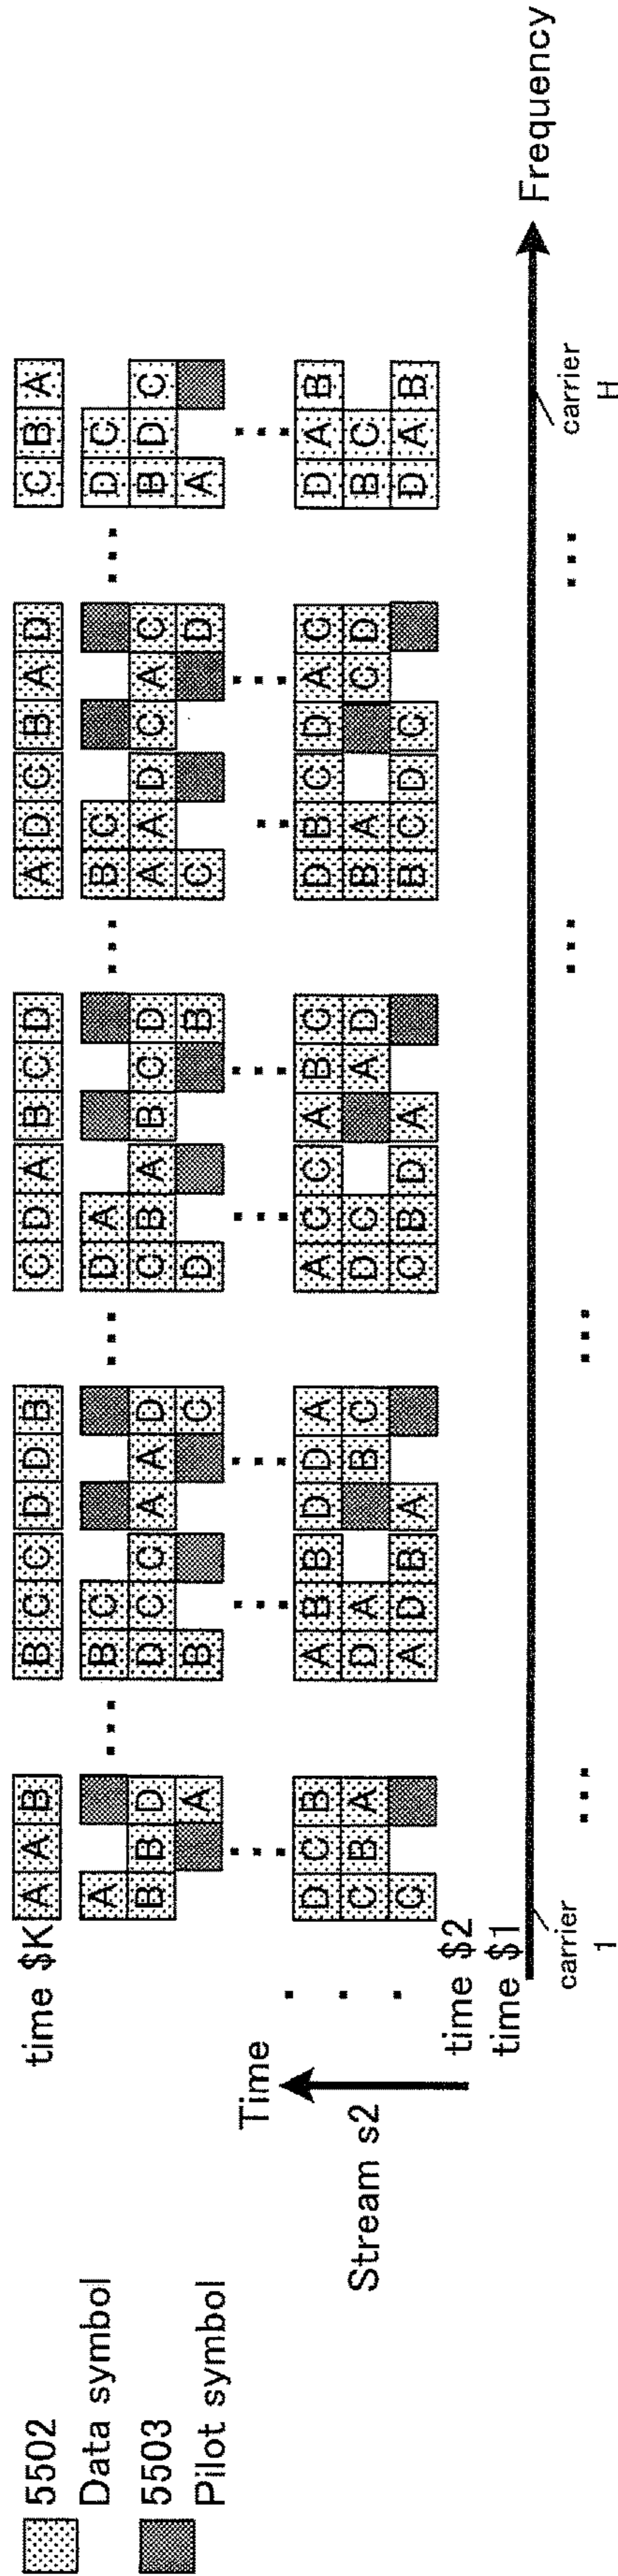 5502
Data symbol
5503
Pilot symbol
time $K
A A B B C C D D B C D A B C D A D C B A D C B A
A B C D A B C D C
B B D D C C A A D C B A B C D A A D C A C B D C
A B C D B C D A
Time
D C B A B B D D A A C C A B C D B C D A C D A B
Stream s2
C B A D A B C D C A D B A C D B C
C A D B A C B D A B C D C D A B
time $2
time $1
Frequency
carrier
1
carrier
H